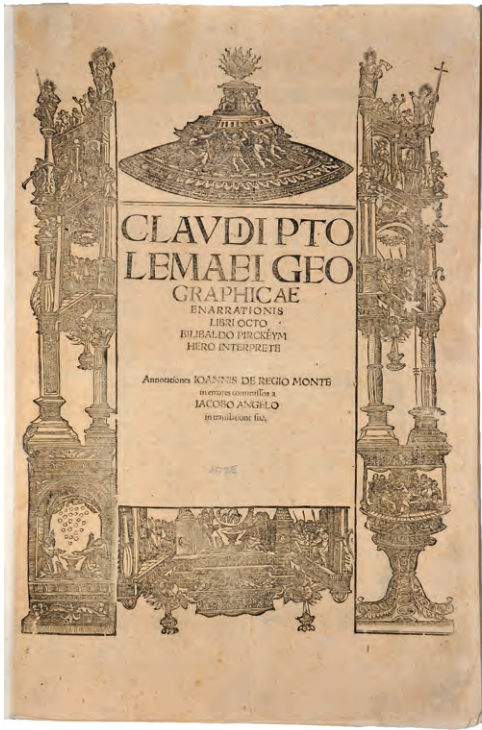 CLAVDII PTO
LEMAEI GEO
GRAPHICAE
ENARRATIONIS
LIBRI OCTO
BILIBALDO PIRCKEYM
HERO INTERPRETE
Annotationes IOANNIS DE REGIO MONTE
in errores commissos a
IACOBO ANGELO
in translatione sua.